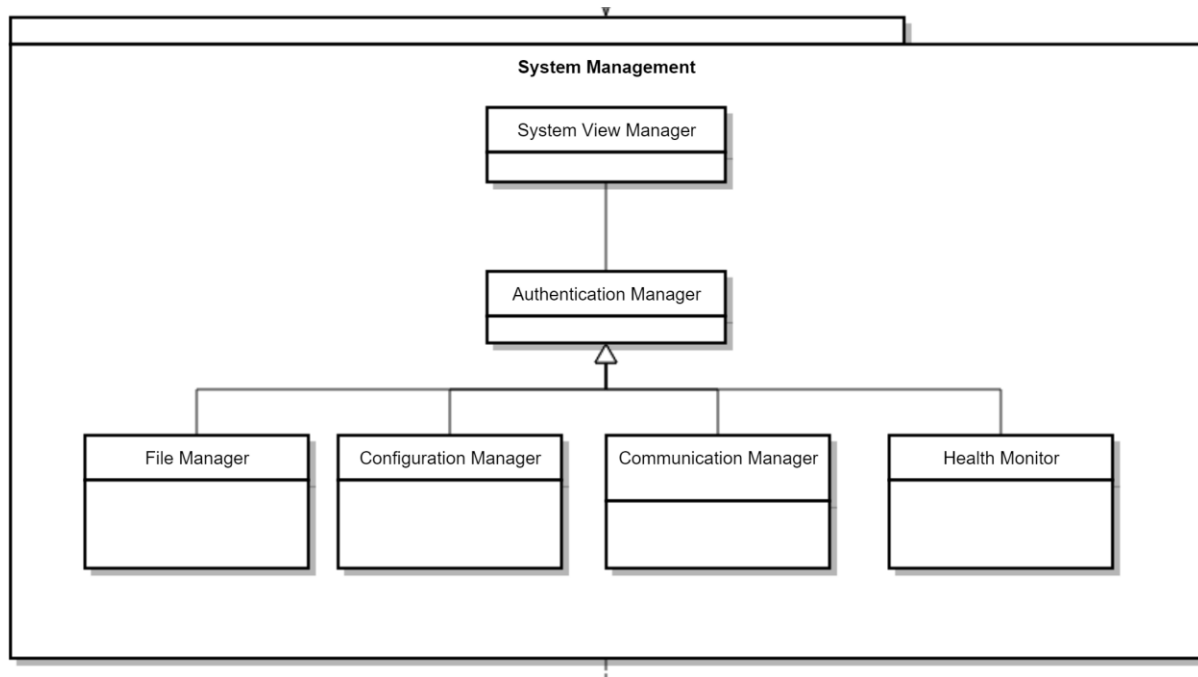 System Management
System View Manager
Authentication Manager
File Manager
Configuration Manager
Communication Manager
Health Monitor